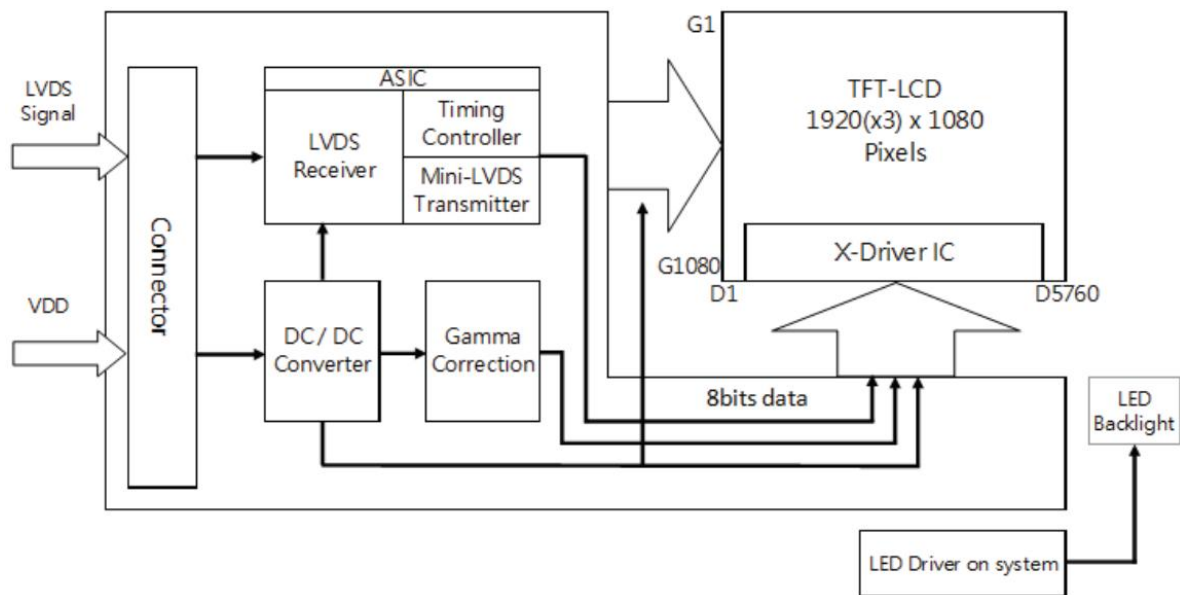 G1
ASIC
LVDS
Signal
LVDS
Receiver
Timing
Controller
Mini-LVDS
Transmitter
TFT-LCD
1920(x3) x 1080
Pixels
Connector
X-Driver IC
G1080
D1
D5760
VDD
DC/ DC
Converter
Gamma
Correction
8bits data
LED
Backlight
LED Driver on system